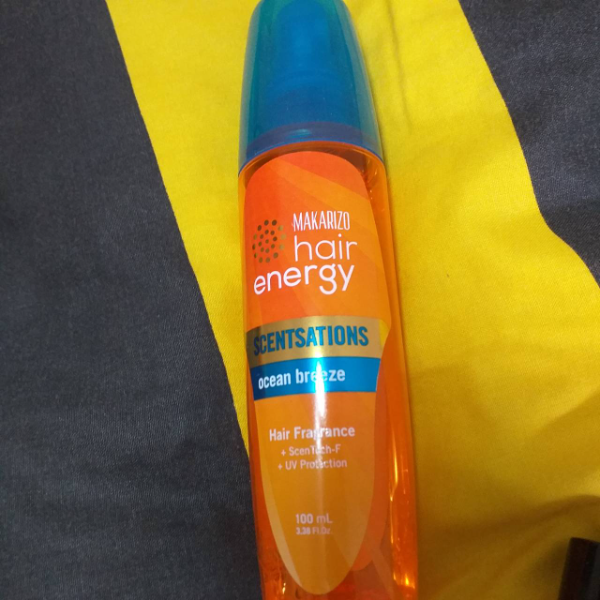 MAKARIZO
hair
energy
SCENTSATIONS
ocean breeze
Hair Fragrance
+ ScenTech-F
+ UV Protection
100 mL
3.38 Fl.Oz.